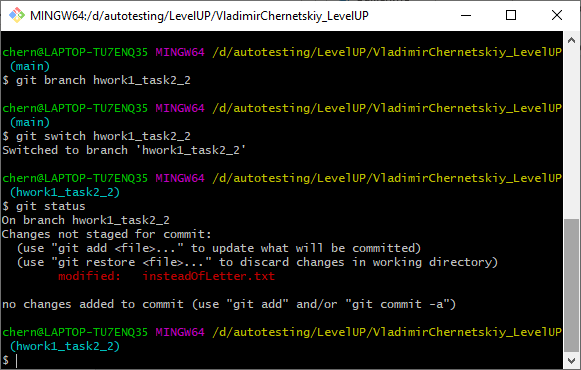 MINGW64:/d/autotesting/LevelUP/VladimirChernetskiy_LevelUP
chern@LAPTOP-TU7ENQ35 MINGW64 /d/autotesting/LevelUP/VladimirChernetskiy_LevelUP
(main)
$ git branch hwork1_task2_2
chern@LAPTOP-TU7ENQ35 MINGW64 /d/autotesting/LevelUP/VladimirChernetskiy_LevelUP
(main)
$ git switch hwork1_task2_2
Switched to branch 'hwork1_task2_2'
chern@LAPTOP-TU7ENQ35 MINGW64 /d/autotesting/LevelUP/VladimirChernetskiy_LevelUP
(hwork1_task2_2)
$ git status
On branch hwork1_task2_2
Changes not staged for commit:
(use "git add <file>..." to update what will be committed)
(use "git restore <file>..." to discard changes in working directory)
modified:   insteadOfLetter.txt
no changes added to commit (use "git add" and/or "git commit -a")
chern@LAPTOP-TU7ENQ35 MINGW64 /d/autotesting/LevelUP/VladimirChernetskiy_LevelUP
(hwork1_task2_2)
$